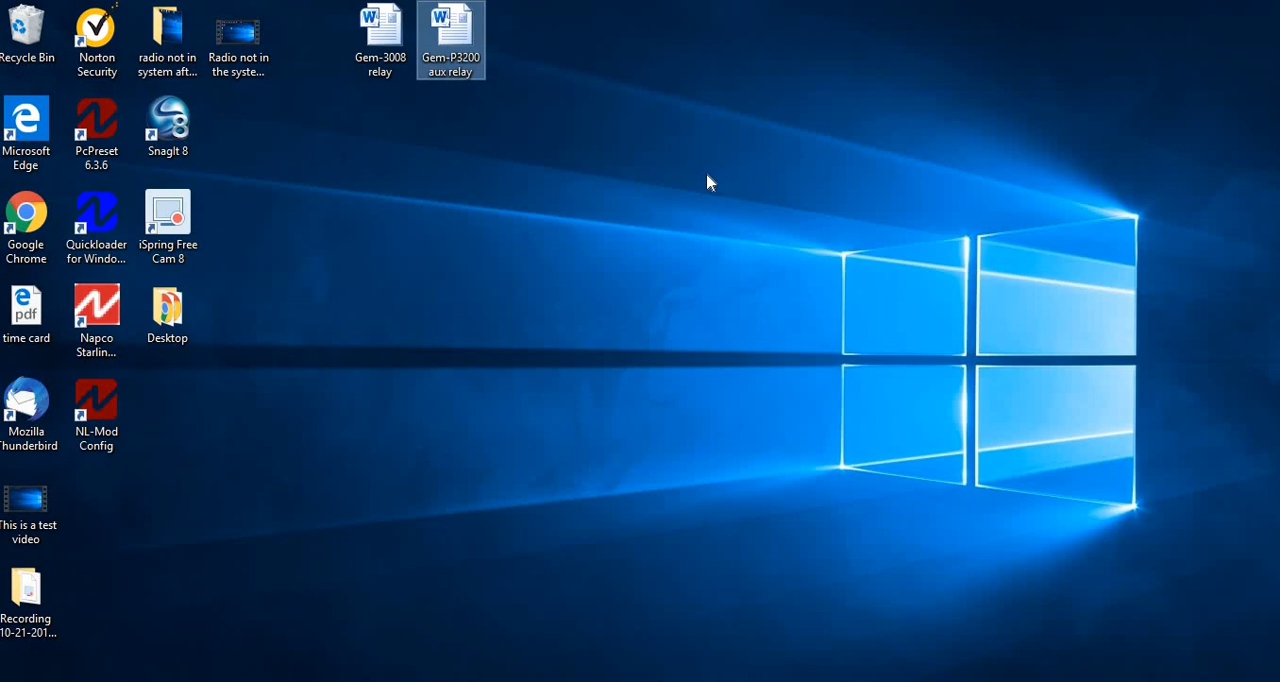 Recycle Bin
Norton
Security
radio not in
system aft...
Radio not in
the syste...
Gem-3008
relay
Gem-P3200
aux relay
Microsoft
Edge
PcPreset
6.3.6
SnagIt 8
Google
Chrome
Quickloader
for Windo...
iSpring Free
Cam 8
time card
Napco
Starlin...
Desktop
Mozilla
Thunderbird
NL-Mod
Config
This is a test
video
Recording
10-21-201...